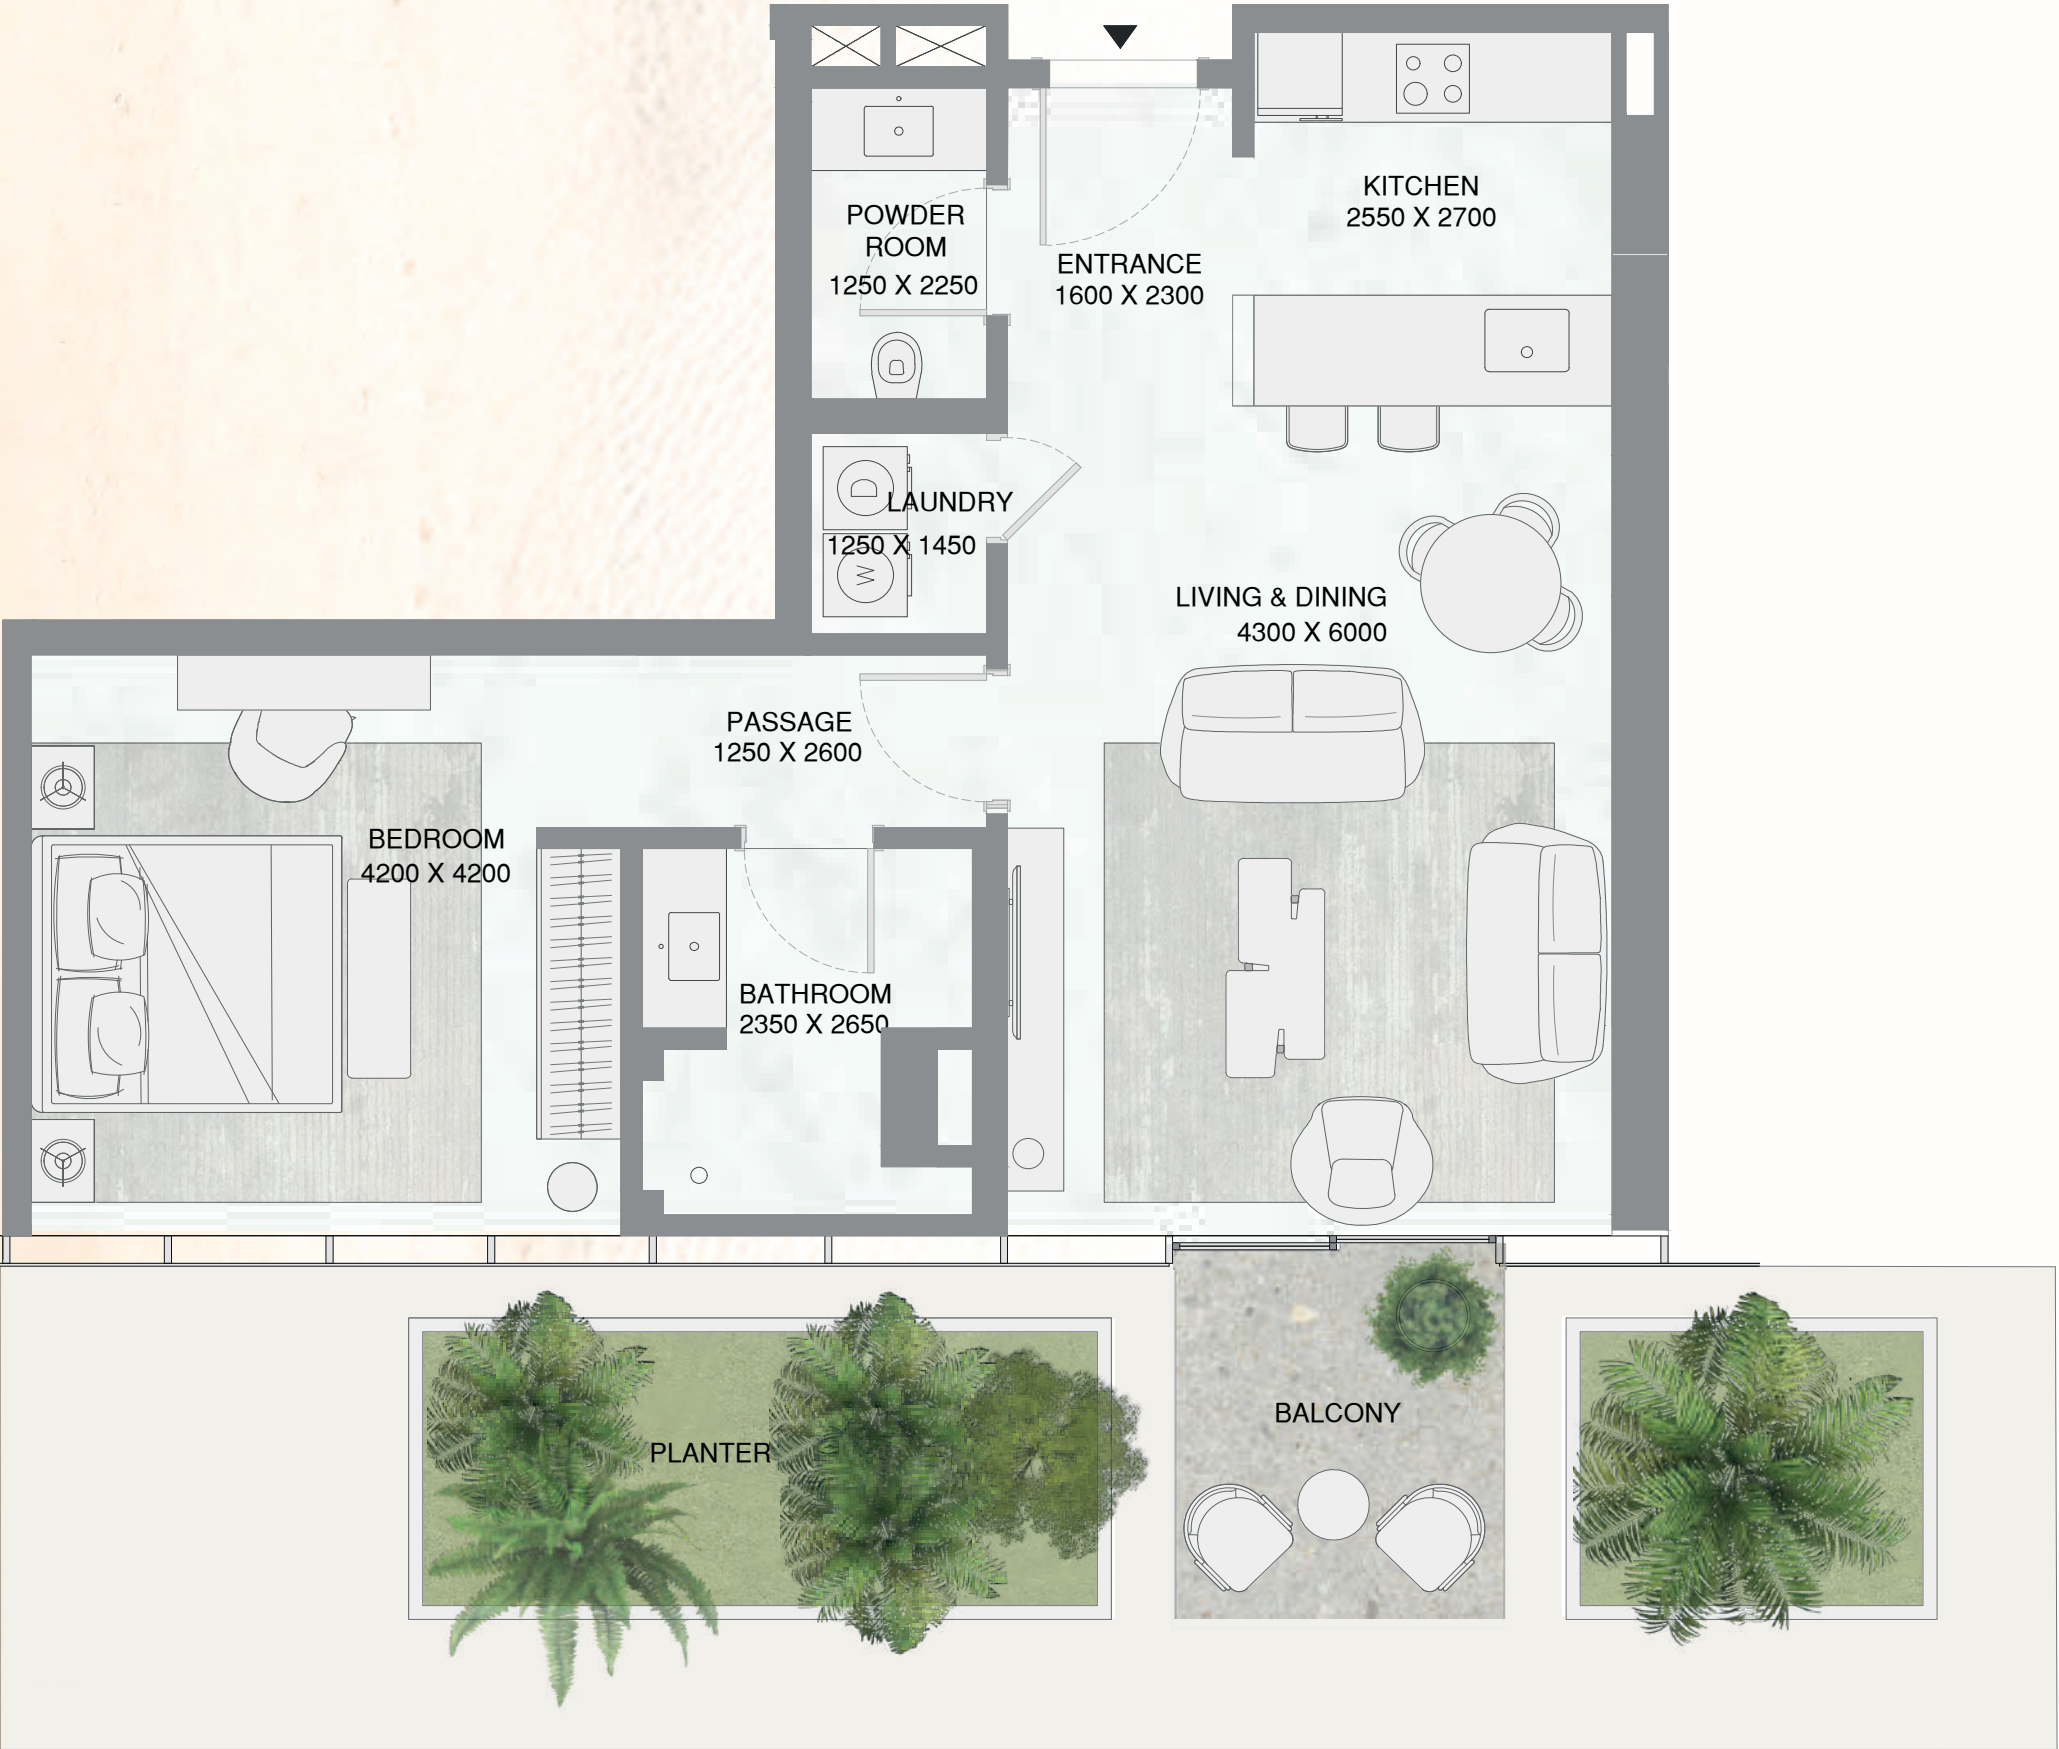 KITCHEN
2550 X 2700
POWDER
ROOM
1250 X 2250
ENTRANCE
1600 X 2300
D
LAUNDRY
1250 X 1450
W
LIVING & DINING
4300 X 6000
PASSAGE
1250 X 2600
BEDROOM
4200 X 4200
BATHROOM
2350 X 2650
BALCONY
PLANTER